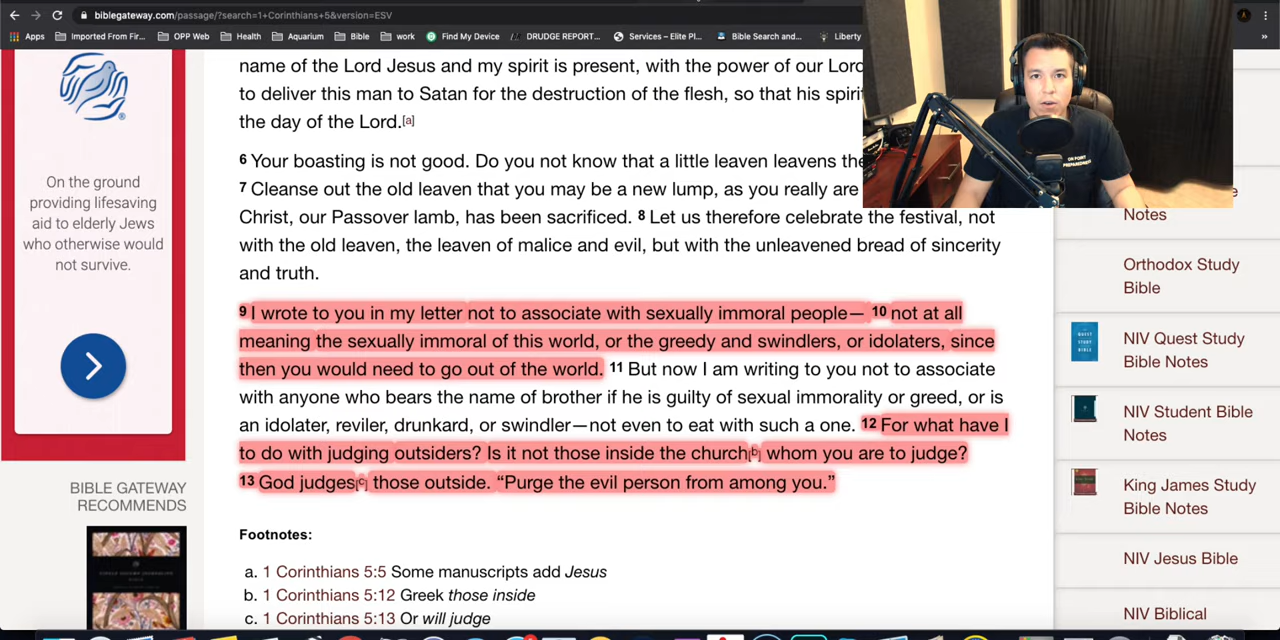 biblegateway.com/passage/?search=1+Corinthians+5&version=ESV
Apps Imported From Fir... OPP Web Health Aquarium Bible work Find My Device DRUDGE REPORT... Services – Elite Pl... Bible Search and... Liberty »
name of the Lord Jesus and my spirit is present, with the power of our Lord
to deliver this man to Satan for the destruction of the flesh, so that his spirit
the day of the Lord.[a]
6 Your boasting is not good. Do you not know that a little leaven leavens the
7 Cleanse out the old leaven that you may be a new lump, as you really are
Christ, our Passover lamb, has been sacrificed. 8 Let us therefore celebrate the festival, not
with the old leaven, the leaven of malice and evil, but with the unleavened bread of sincerity
and truth.
9 I wrote to you in my letter not to associate with sexually immoral people— 10 not at all
meaning the sexually immoral of this world, or the greedy and swindlers, or idolaters, since
then you would need to go out of the world. 11 But now I am writing to you not to associate
with anyone who bears the name of brother if he is guilty of sexual immorality or greed, or is
an idolater, reviler, drunkard, or swindler—not even to eat with such a one. 12 For what have I
to do with judging outsiders? Is it not those inside the church[b] whom you are to judge?
13 God judges[c] those outside. “Purge the evil person from among you.”
Footnotes:
a. 1 Corinthians 5:5 Some manuscripts add Jesus
b. 1 Corinthians 5:12 Greek those inside
c. 1 Corinthians 5:13 Or will judge
On the ground
providing lifesaving
aid to elderly Jews
who otherwise would
not survive.
BIBLE GATEWAY
RECOMMENDS
ON POINT
PREPAREDNESS
Notes
Orthodox Study
Bible
NIV Quest Study
Bible Notes
NIV Student Bible
Notes
King James Study
Bible Notes
NIV Jesus Bible
NIV Biblical